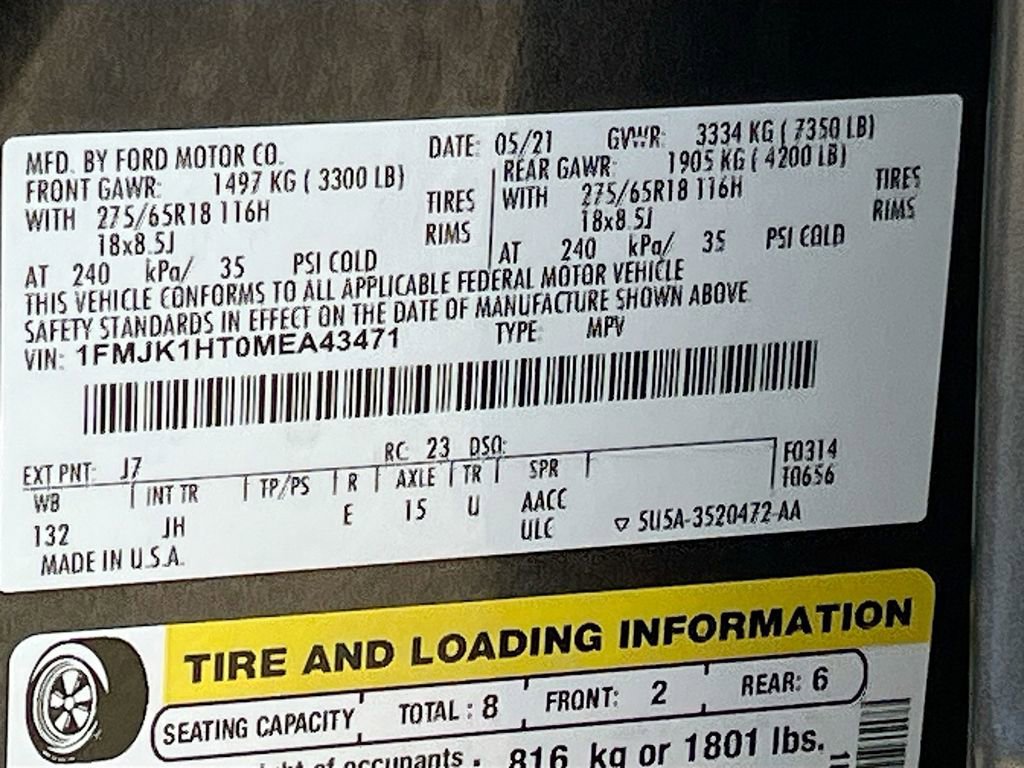 MFD. BY FORD MOTOR CO. DATE: 05/21 GVWR: 3334 KG ( 7350 LB)
FRONT GAWR: 1497 KG ( 3300 LB) REAR GAWR: 1905 KG ( 4200 LB)
WITH 275/65R18 116H TIRES WITH 275/65R18 116H TIRES
18x8.5J RIMS 18x8.5J RIMS
AT 240 kPa/ 35 PSI COLD AT 240 kPa/ 35 PSI COLD
THIS VEHICLE CONFORMS TO ALL APPLICABLE FEDERAL MOTOR VEHICLE
SAFETY STANDARDS IN EFFECT ON THE DATE OF MANUFACTURE SHOWN ABOVE
VIN: 1FMJK1HT0MEA43471 TYPE: MPV
EXT PNT: J7 RC: 23 DSO: F0314
WB INT TR TP/PS R AXLE TR SPR T0656
132 JH E 15 U AACC
ULC ▽ 5U5A-3520472-AA
MADE IN U.S.A.
TIRE AND LOADING INFORMATION
SEATING CAPACITY TOTAL : 8 FRONT: 2 REAR: 6
of occupants 816 kg or 1801 lbs.